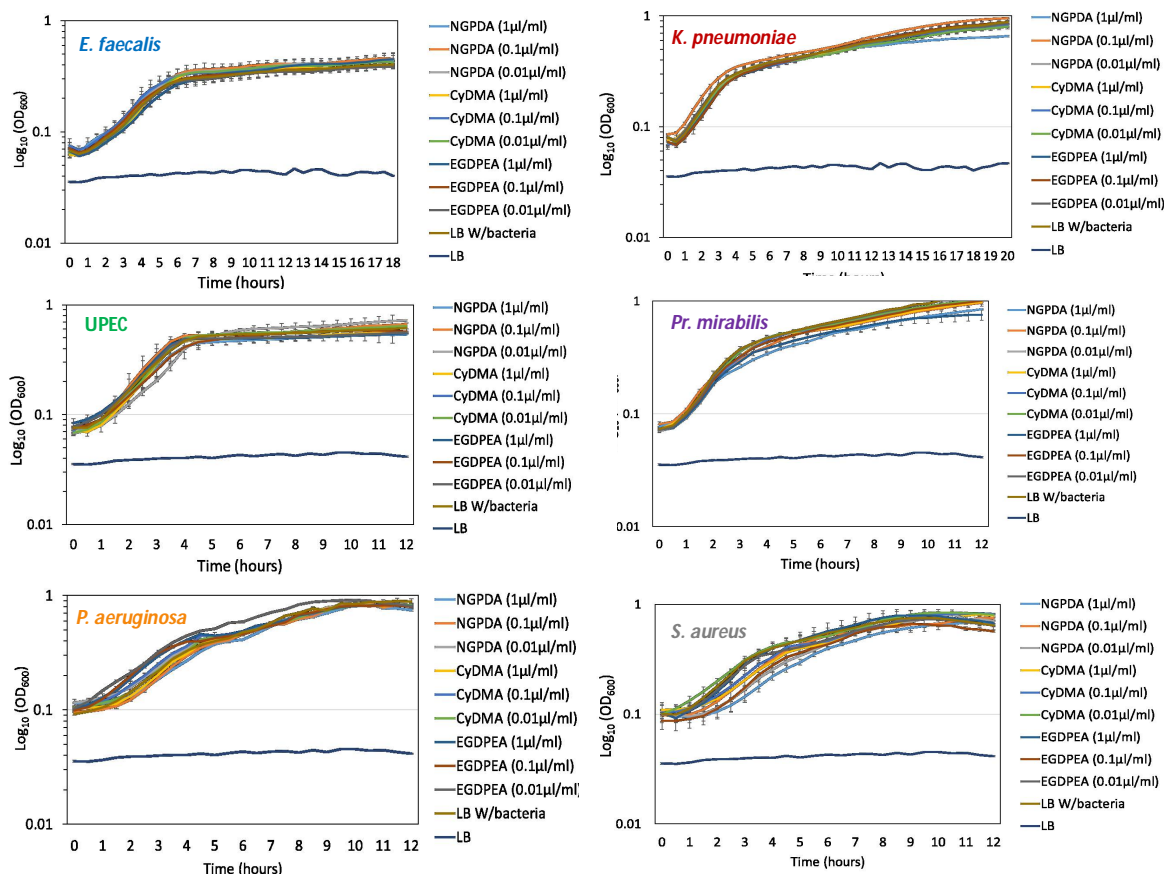 E. faecalis
Log10 (OD600)
1
0.1
0.01
0 1 2 3 4 5 6 7 8 9 10 11 12 13 14 15 16 17 18
Time (hours)
NGPDA (1µl/ml)
NGPDA (0.1µl/ml)
NGPDA (0.01µl/ml)
CyDMA (1µl/ml)
CyDMA (0.1µl/ml)
CyDMA (0.01µl/ml)
EGDPEA (1µl/ml)
EGDPEA (0.1µl/ml)
EGDPEA (0.01µl/ml)
LB W/bacteria
LB
K. pneumoniae
Log10 (OD600)
1
0.1
0.01
0 1 2 3 4 5 6 7 8 9 10 11 12 13 14 15 16 17 18 19 20
Time (hours)
NGPDA (1µl/ml)
NGPDA (0.1µl/ml)
NGPDA (0.01µl/ml)
CyDMA (1µl/ml)
CyDMA (0.1µl/ml)
CyDMA (0.01µl/ml)
EGDPEA (1µl/ml)
EGDPEA (0.1µl/ml)
EGDPEA (0.01µl/ml)
LB W/bacteria
LB
UPEC
Log10 (OD600)
1
0.1
0.01
0 1 2 3 4 5 6 7 8 9 10 11 12
Time (hours)
NGPDA (1µl/ml)
NGPDA (0.1µl/ml)
NGPDA (0.01µl/ml)
CyDMA (1µl/ml)
CyDMA (0.1µl/ml)
CyDMA (0.01µl/ml)
EGDPEA (1µl/ml)
EGDPEA (0.1µl/ml)
EGDPEA (0.01µl/ml)
LB W/bacteria
LB
Pr. mirabilis
1
0.1
0.01
0 1 2 3 4 5 6 7 8 9 10 11 12
Time (hours)
NGPDA (1µl/ml)
NGPDA (0.1µl/ml)
NGPDA (0.01µl/ml)
CyDMA (1µl/ml)
CyDMA (0.1µl/ml)
CyDMA (0.01µl/ml)
EGDPEA (1µl/ml)
EGDPEA (0.1µl/ml)
EGDPEA (0.01µl/ml)
LB W/bacteria
LB
P. aeruginosa
Log10 (OD600)
1
0.1
0.01
0 1 2 3 4 5 6 7 8 9 10 11 12
Time (hours)
NGPDA (1µl/ml)
NGPDA (0.1µl/ml)
NGPDA (0.01µl/ml)
CyDMA (1µl/ml)
CyDMA (0.1µl/ml)
CyDMA (0.01µl/ml)
EGDPEA (1µl/ml)
EGDPEA (0.1µl/ml)
EGDPEA (0.01µl/ml)
LB W/bacteria
LB
S. aureus
Log10 (OD600)
1
0.1
0.01
0 1 2 3 4 5 6 7 8 9 10 11 12
Time (hours)
NGPDA (1µl/ml)
NGPDA (0.1µl/ml)
NGPDA (0.01µl/ml)
CyDMA (1µl/ml)
CyDMA (0.1µl/ml)
CyDMA (0.01µl/ml)
EGDPEA (1µl/ml)
EGDPEA (0.1µl/ml)
EGDPEA (0.01µl/ml)
LB W/bacteria
LB